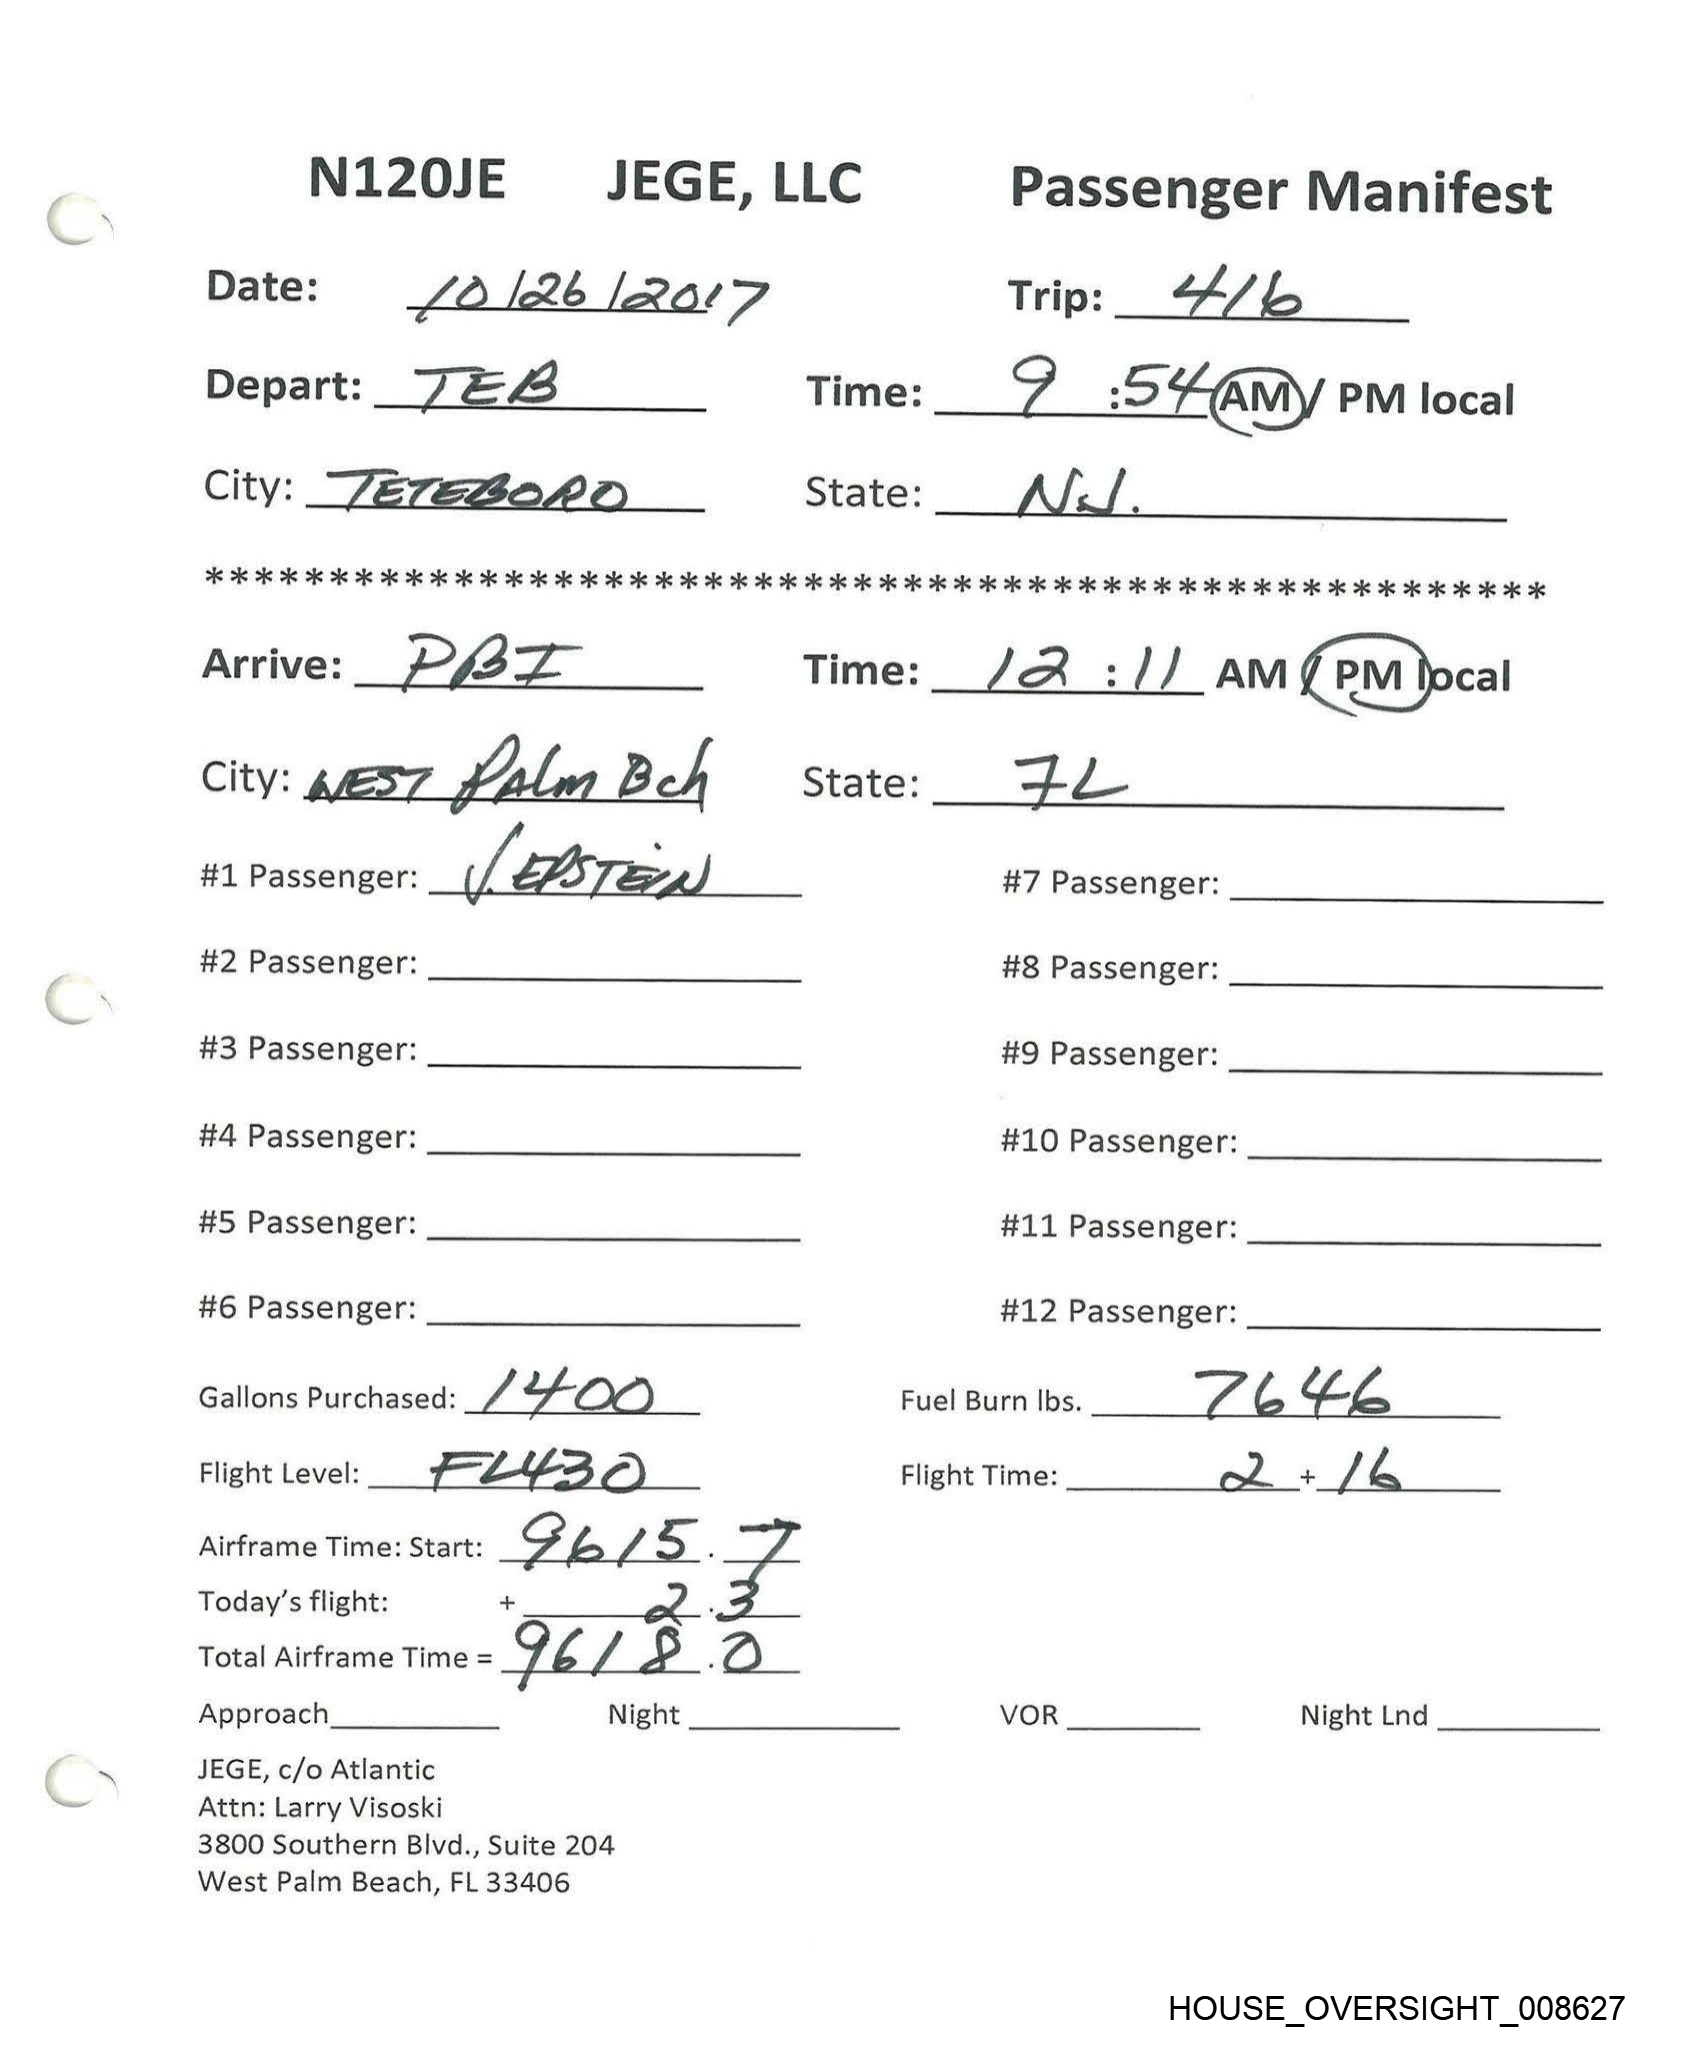 N120JE JEGE, LLC Passenger Manifest
Date: 10/26/2017 Trip: 416
Depart: TEB Time: 9 :54 AM / PM local
City: TETEBORO State: N.J.
******************************************************
Arrive: PBI Time: 12 :11 AM / PM local
City: WEST PALM Bch State: FL
#1 Passenger: J. EPSTEIN #7 Passenger:
#2 Passenger: #8 Passenger:
#3 Passenger: #9 Passenger:
#4 Passenger: #10 Passenger:
#5 Passenger: #11 Passenger:
#6 Passenger: #12 Passenger:
Gallons Purchased: 1400 Fuel Burn lbs. 7646
Flight Level: FL430 Flight Time: 2 + 16
Airframe Time: Start: 9615.7
Today's flight: + 2.3
Total Airframe Time = 9618.0
Approach Night VOR Night Lnd
JEGE, c/o Atlantic
Attn: Larry Visoski
3800 Southern Blvd., Suite 204
West Palm Beach, FL 33406
HOUSE_OVERSIGHT_008627